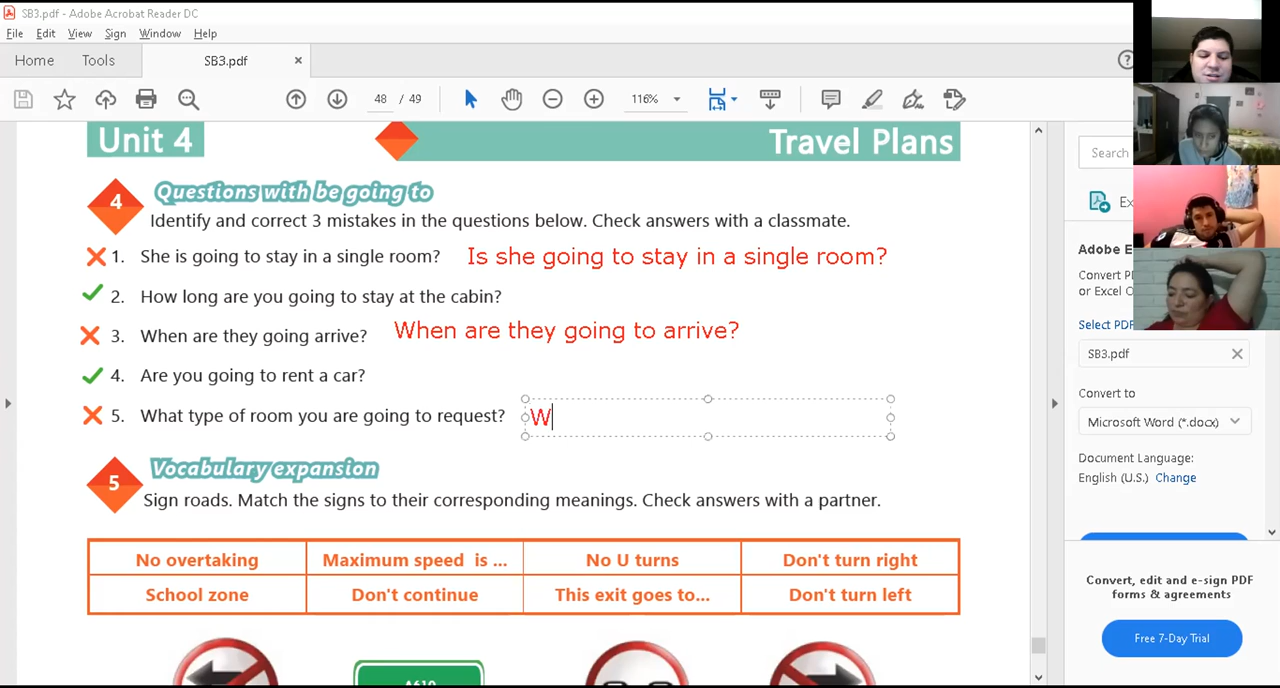 SB3.pdf - Adobe Acrobat Reader DC
File Edit View Sign Window Help
Home Tools SB3.pdf ×
48 / 49 116%
Unit 4 Travel Plans
4 Questions with be going to
Identify and correct 3 mistakes in the questions below. Check answers with a classmate.
1. She is going to stay in a single room? Is she going to stay in a single room?
2. How long are you going to stay at the cabin?
3. When are they going arrive? When are they going to arrive?
4. Are you going to rent a car?
5. What type of room you are going to request? W
5 Vocabulary expansion
Sign roads. Match the signs to their corresponding meanings. Check answers with a partner.
No overtaking Maximum speed is ... No U turns Don't turn right
School zone Don't continue This exit goes to... Don't turn left
Search
Ex
Adobe E
Convert P
or Excel O
Select PDF
SB3.pdf
Convert to
Microsoft Word (*.docx)
Document Language:
English (U.S.) Change
Convert, edit and e-sign PDF
forms & agreements
Free 7-Day Trial